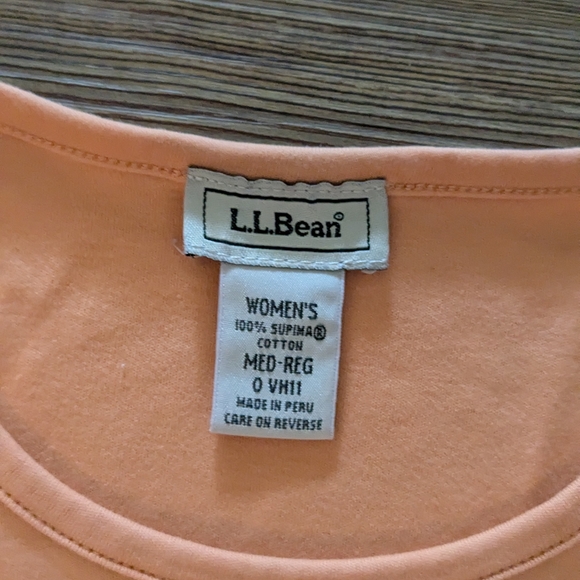 L.L.Bean®
WOMEN'S
100% SUPIMA®
COTTON
MED-REG
0 VH11
MADE IN PERU
CARE ON REVERSE